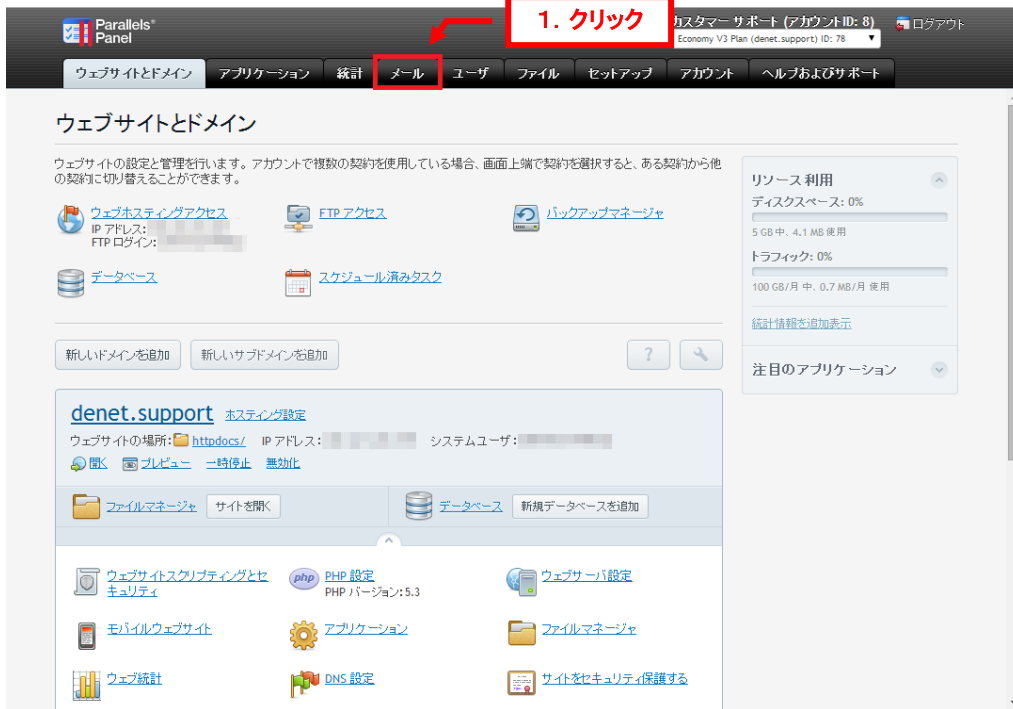 Parallels®
Panel
1. クリック
カスタマー サポート (アカウントID: 8)
ログアウト
Economy V3 Plan (denet.support) ID: 78
ウェブサイトとドメイン アプリケーション 統計 メール ユーザ ファイル セットアップ アカウント ヘルプおよびサポート
ウェブサイトとドメイン
ウェブサイトの設定と管理を行います。アカウントで複数の契約を使用している場合、画面上端で契約を選択すると、ある契約から他
の契約に切り替えることができます。
ウェブホスティングアクセス
IP アドレス:
FTP ログイン:
FTP アクセス
バックアップマネージャ
データベース
スケジュール済みタスク
リソース利用
ディスクスペース: 0%
5 GB 中、4.1 MB 使用
トラフィック: 0%
100 GB/月 中、0.7 MB/月 使用
統計情報を追加表示
注目のアプリケーション
新しいドメインを追加 新しいサブドメインを追加 ?
denet.support ホスティング設定
ウェブサイトの場所: httpdocs/ IP アドレス: システムユーザ:
開く プレビュー 一時停止 無効化
ファイルマネージャ サイトを開く データベース 新規データベースを追加
ウェブサイトスクリプティングとセ
キュリティ
php PHP 設定
PHP バージョン: 5.3
ウェブサーバ設定
モバイルウェブサイト アプリケーション ファイルマネージャ
ウェブ統計 DNS 設定 サイトをセキュリティ保護する